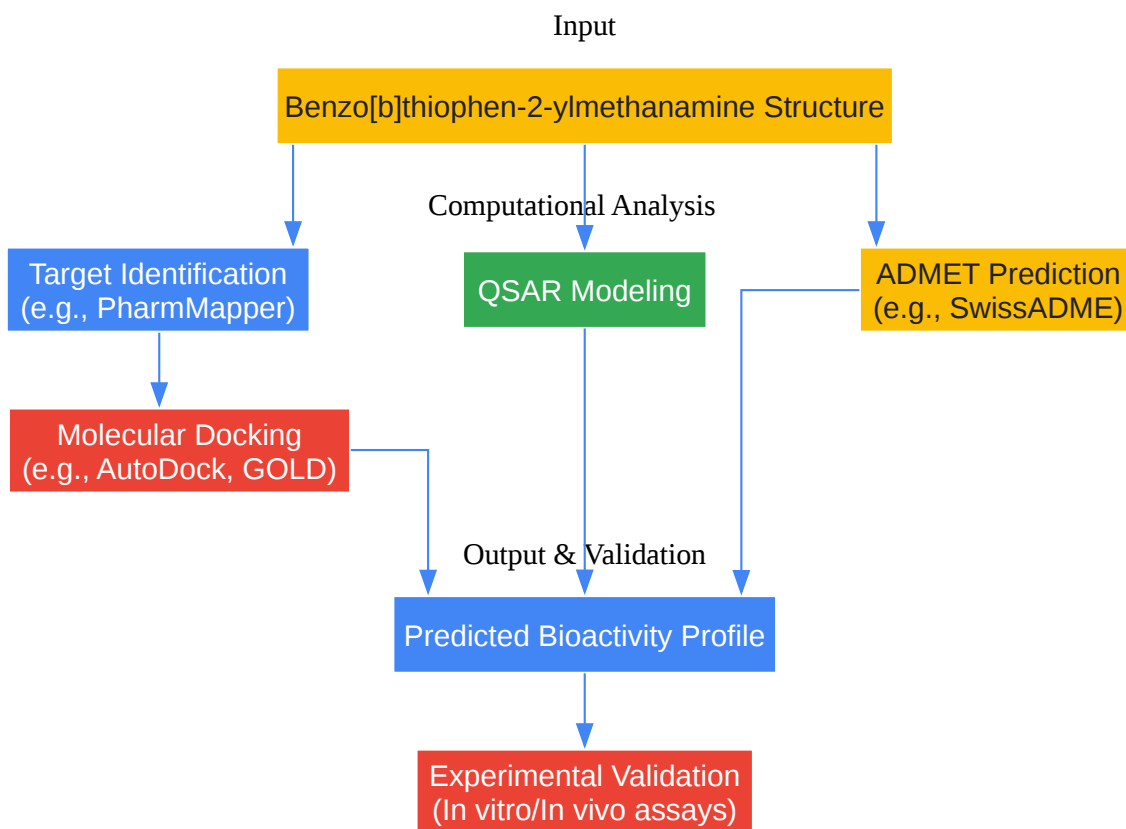 Input
Benzo[b]thiophen-2-ylmethanamine Structure
Computational Analysis
Target Identification
(e.g., PharmMapper)
QSAR Modeling
ADMET Prediction
(e.g., SwissADME)
Molecular Docking
(e.g., AutoDock, GOLD)
Output & Validation
Predicted Bioactivity Profile
Experimental Validation
(In vitro/In vivo assays)